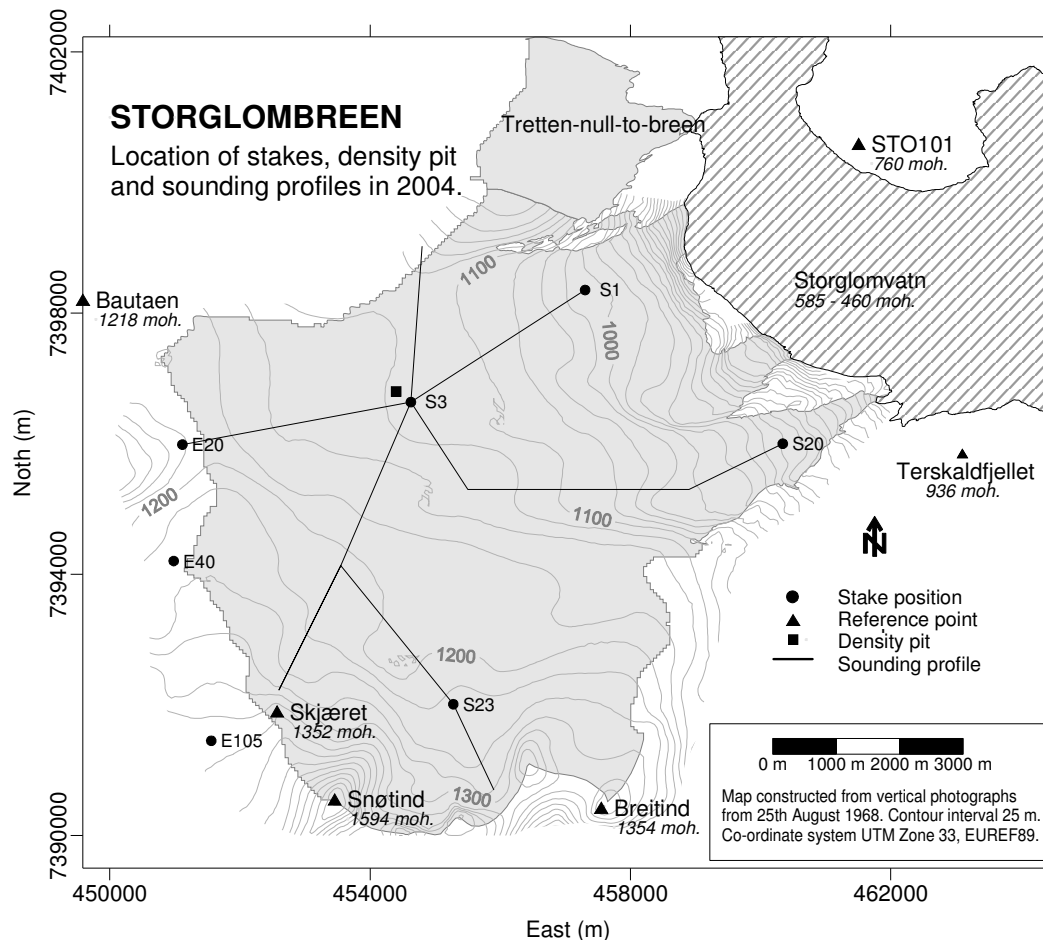 7402000
7398000
7394000
7390000
Noth (m)
STORGLOMBREEN
Location of stakes, density pit
and sounding profiles in 2004.
Tretten-null-to-breen
STO101
760 moh.
Bautaen
1218 moh.
1100
S1
1000
Storglomvatn
585 - 460 moh.
S3
E20
S20
Terskaldfjellet
936 moh.
1200
1100
E40
N
Stake position
Reference point
Density pit
Sounding profile
1200
S23
Skjæret
1352 moh.
E105
Snøtind
1594 moh.
1300
Breitind
1354 moh.
0 m 1000 m 2000 m 3000 m
Map constructed from vertical photographs
from 25th August 1968. Contour interval 25 m.
Co-ordinate system UTM Zone 33, EUREF89.
450000 454000 458000 462000
East (m)